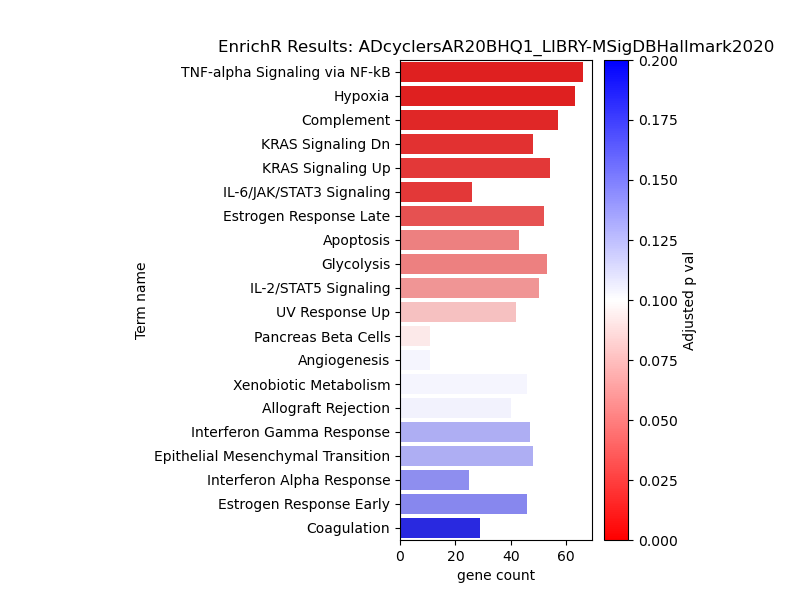 EnrichR Results: ADcyclersAR20BHQ1_LIBRY-MSigDBHallmark2020
TNF-alpha Signaling via NF-kB
Hypoxia
Complement
KRAS Signaling Dn
KRAS Signaling Up
IL-6/JAK/STAT3 Signaling
Estrogen Response Late
Apoptosis
Glycolysis
IL-2/STAT5 Signaling
UV Response Up
Pancreas Beta Cells
Angiogenesis
Xenobiotic Metabolism
Allograft Rejection
Interferon Gamma Response
Epithelial Mesenchymal Transition
Interferon Alpha Response
Estrogen Response Early
Coagulation
Term name
0 20 40 60
gene count
0.200
0.175
0.150
0.125
0.100
0.075
0.050
0.025
0.000
Adjusted p val